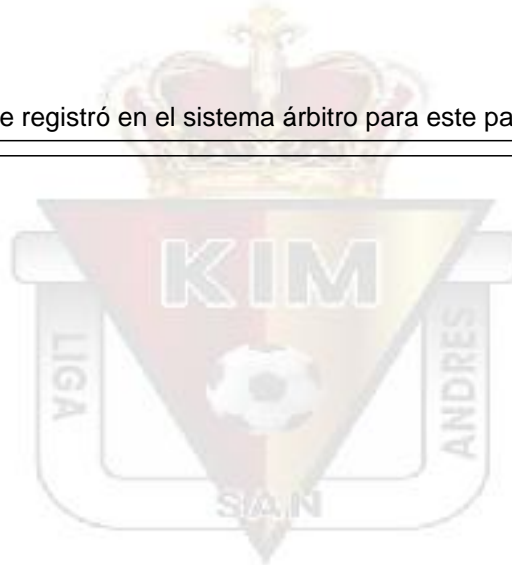 e registró en el sistema árbitro para este pa
KIM
LIGA
ANDRES
SAN